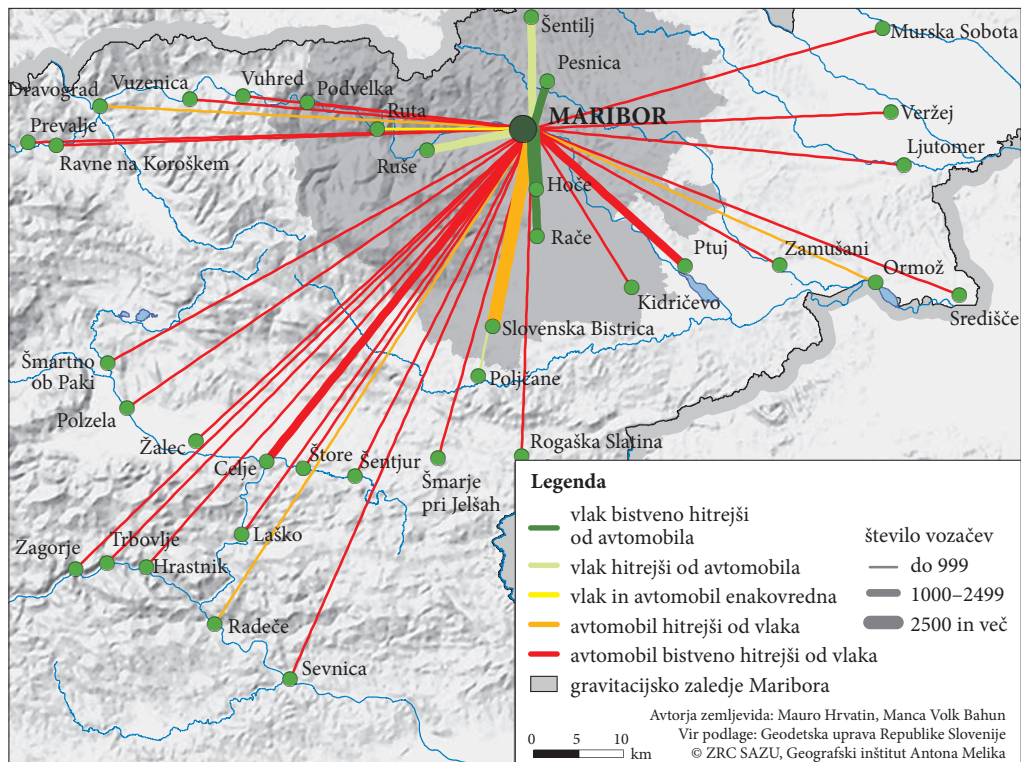 Šentilj
Murska Sobota
Pesnica
Dravograd
Vuzenica
Vuhred
Podvelka
Ruta
MARIBOR
Veržej
Prevalje
Ravne na Koroškem
Ruše
Ljutomer
Hoče
Rače
Ptuj
Zamušani
Ormož
Kidričevo
Središče
Slovenska Bistrica
Šmartno
ob Paki
Poljčane
Polzela
Žalec
Celje
Štore
Šentjur
Šmarje
pri Jelšah
Rogaška Slatina
Zagorje
Trbovlje
Hrastnik
Laško
Radeče
Sevnica
Legenda
vlak bistveno hitrejši
od avtomobila
vlak hitrejši od avtomobila
vlak in avtomobil enakovredna
avtomobil hitrejši od vlaka
avtomobil bistveno hitrejši od vlaka
gravitacijsko zaledje Maribora
število vozačev
do 999
1000–2499
2500 in več
Avtorja zemljevida: Mauro Hrvatin, Manca Volk Bahun
Vir podlage: Geodetska uprava Republike Slovenije
© ZRC SAZU, Geografski inštitut Antona Melika
0 5 10
km